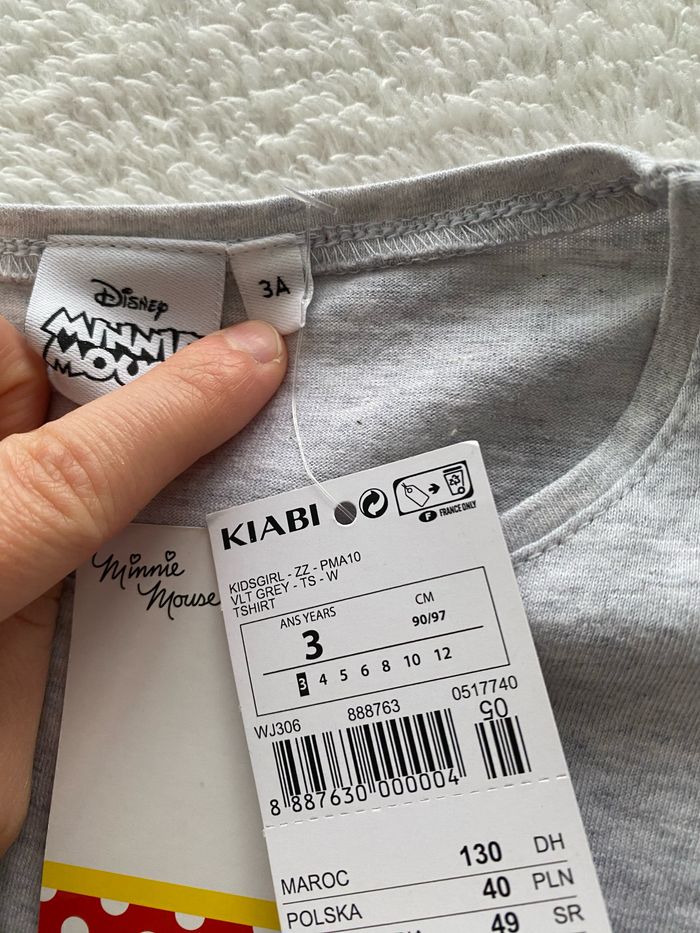 Disney
MINNIE
MOU
3A
KIABI
FRANCE ONLY
KIDSGIRL - ZZ - PMA10
VLT GREY - TS - W
TSHIRT
ANS YEARS
CM
3
90/97
3 4 5 6 8 10 12
WJ306
888763
0517740
05
8 887630 000004
Minnie
Mouse
MAROC 130 DH
POLSKA 40 PLN
49 SR